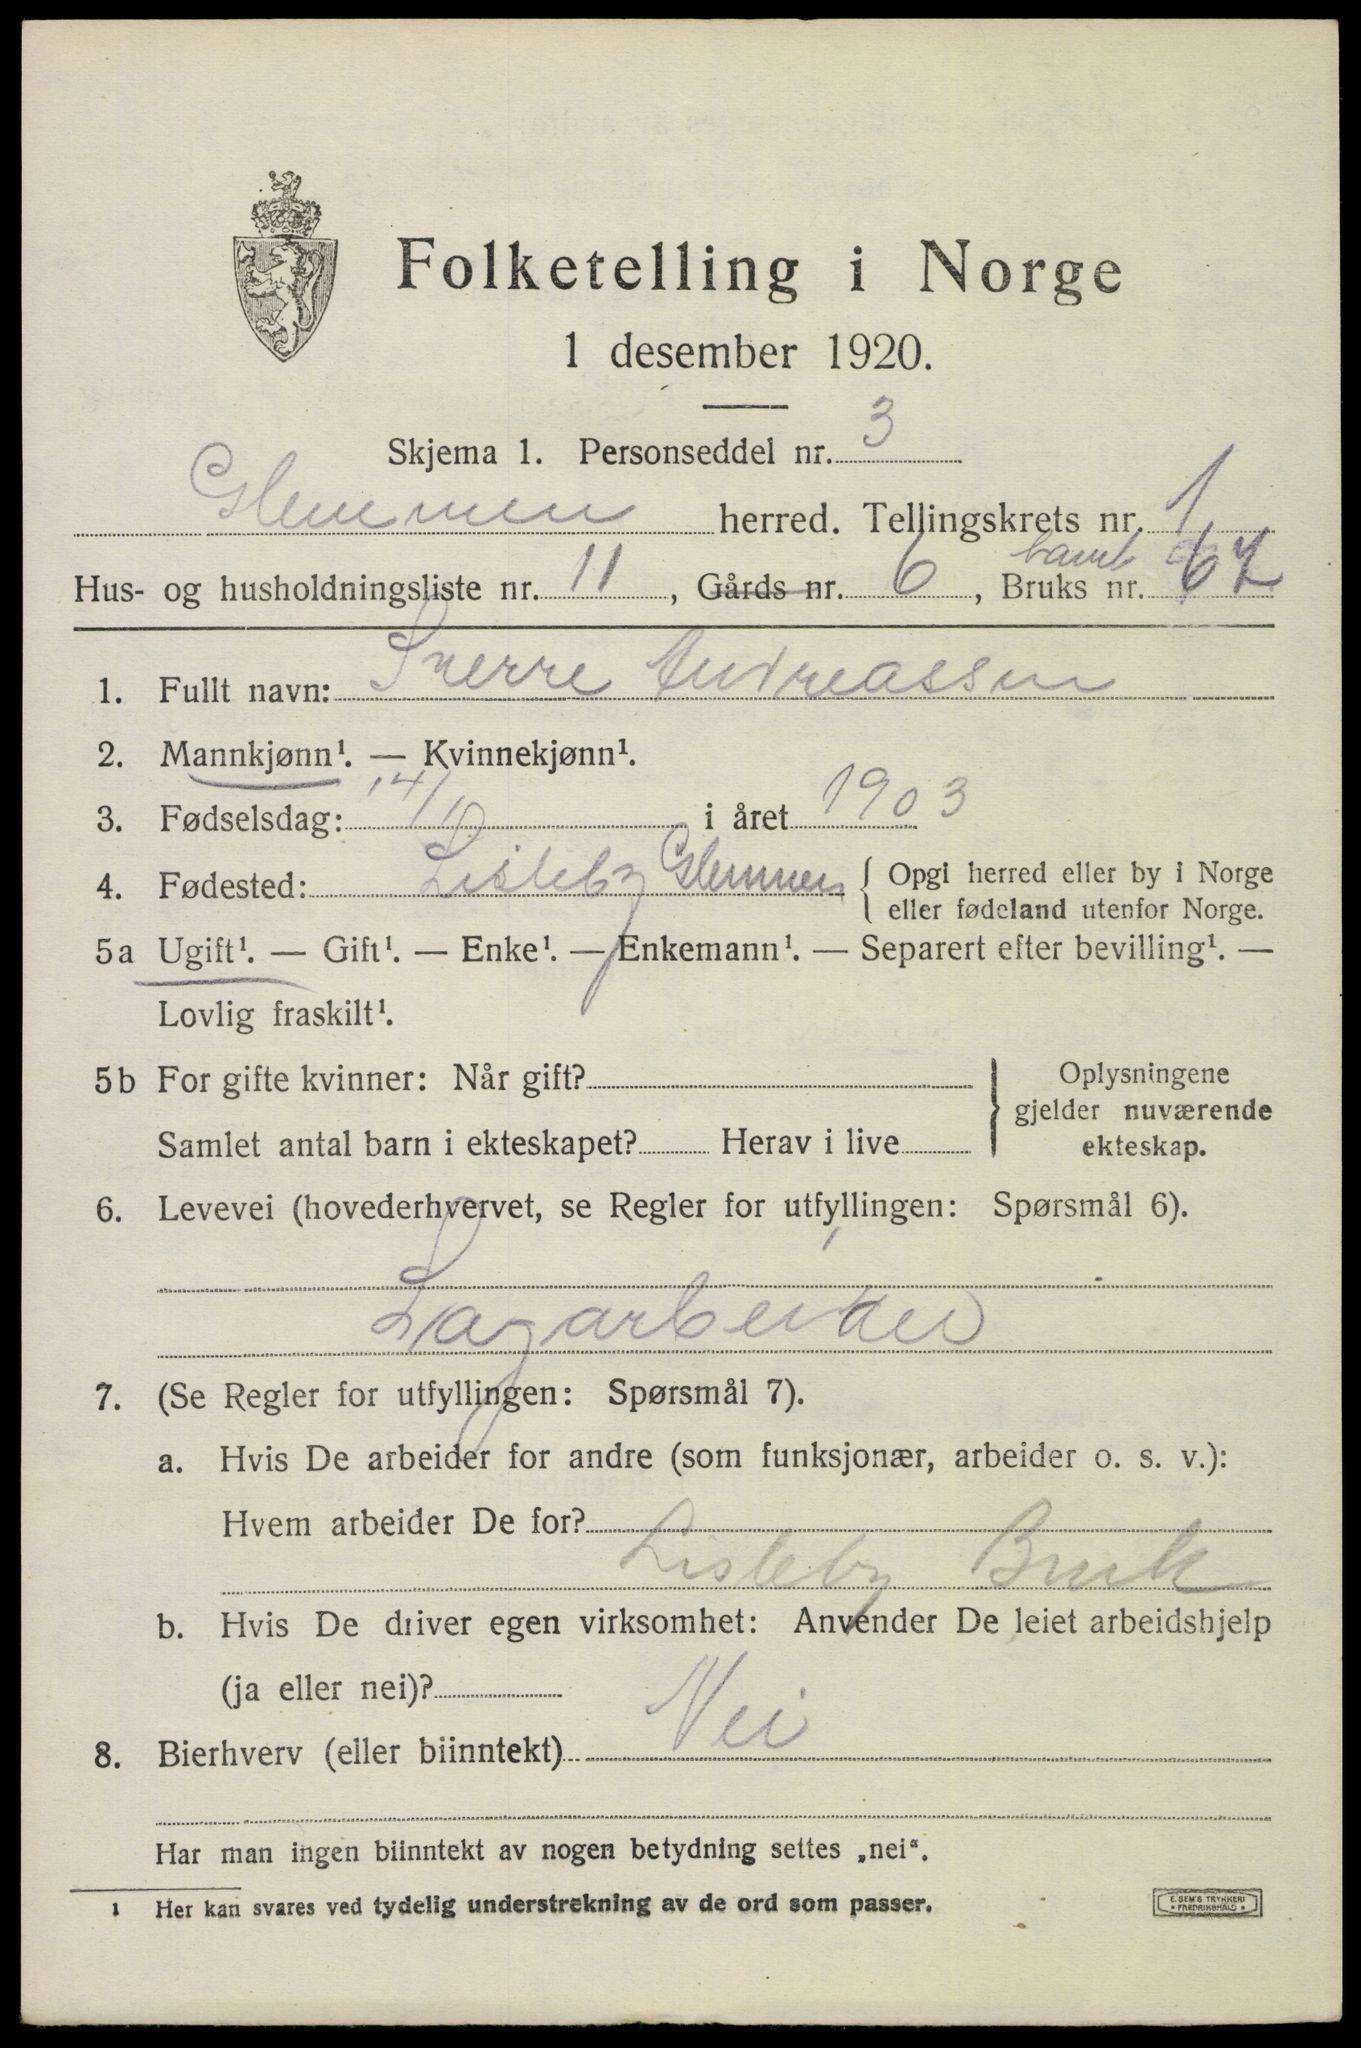 Folketelling i Norge
1 desember 1920.
Skjema 1. Personseddel nr. 3
Glemmen herred. Tellingskrets nr. 1
Hus- og husholdningsliste nr. 11, Gårds nr. 6, Bruks nr. 67
1. Fullt navn: Sverre Andreassen
2. Mannkjønn¹. — Kvinnekjønn¹.
3. Fødselsdag: 14/10 i året 1903
4. Fødested: Lisleby Glemmen { Opgi herred eller by i Norge
eller fødeland utenfor Norge.
5a Ugift¹. — Gift¹. — Enke¹. — Enkemann¹. — Separert efter bevilling¹. —
Lovlig fraskilt¹.
5b For gifte kvinner: Når gift? } Oplysningene
gjelder nuværende
Samlet antal barn i ekteskapet? Herav i live
ekteskap.
6. Levevei (hovederhvervet, se Regler for utfyllingen: Spørsmål 6).
Sagarbeider
7. (Se Regler for utfyllingen: Spørsmål 7).
a. Hvis De arbeider for andre (som funksjonær, arbeider o. s. v.):
Hvem arbeider De for?
Lisleby Bruk
b. Hvis De driver egen virksomhet: Anvender De leiet arbeidshjelp
(ja eller nei)?
8. Bierhverv (eller biinntekt) Nei
Har man ingen biinntekt av nogen betydning settes „nei“.
1 Her kan svares ved tydelig understrekning av de ord som passer.
E. SEM'S TRYKKERI
* FREDRIKSHALD *